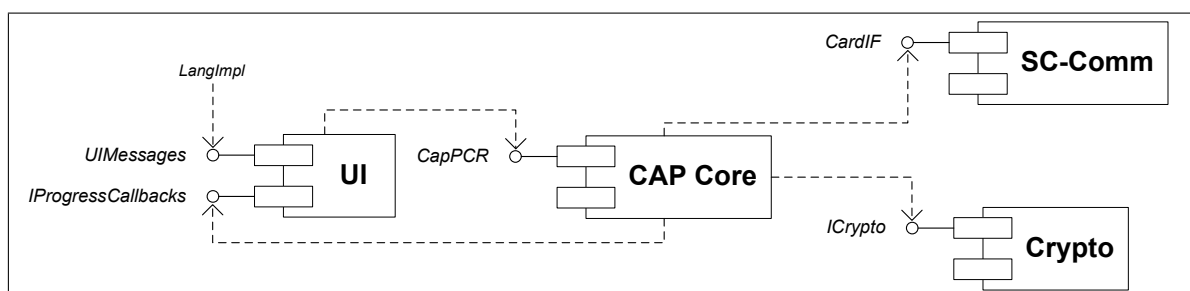 CardIF
SC-Comm
LangImpl
UIMessages
UI
CapPCR
CAP Core
IProgressCallbacks
ICrypto
Crypto